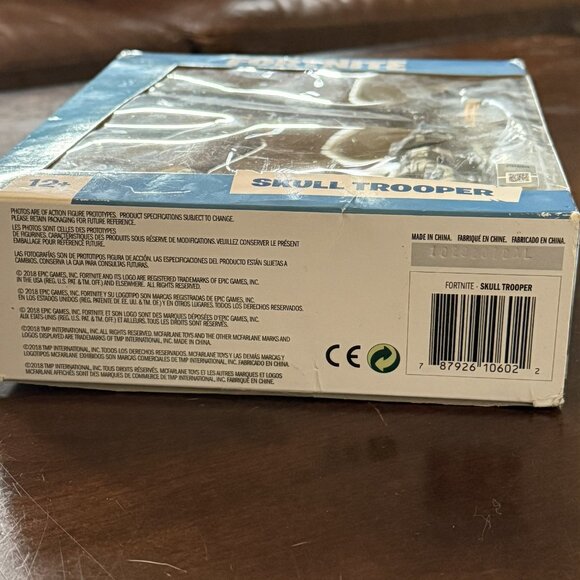 FORTNITE
12+
SKULL TROOPER
PHOTOS ARE OF ACTION FIGURE PROTOTYPES. PRODUCT SPECIFICATIONS SUBJECT TO CHANGE.
PLEASE RETAIN PACKAGING FOR FUTURE REFERENCE.
LES PHOTOS SONT CELLES DES PROTOTYPES
DE FIGURINES. CARACTÉRISTIQUES DES PRODUITS SOUS RÉSERVE DE MODIFICATIONS. VEUILLEZ CONSERVER LE PRÉSENT
EMBALLAGE POUR RÉFÉRENCE FUTURE.
LAS FOTOGRAFÍAS SON DE PROTOTIPOS FIGURA DE ACCIÓN, LAS ESPECIFICACIONES DEL PRODUCTO ESTÁN SUJETAS A
CAMBIOS. CONSERVA LA CAJA PARA CONSULTAS FUTURAS.
© 2018 EPIC GAMES, INC. FORTNITE AND ITS LOGO ARE REGISTERED TRADEMARKS OF EPIC GAMES, INC.
IN THE USA (REG. U.S. PAT. & TM. OFF.) AND ELSEWHERE. ALL RIGHTS RESERVED.
© 2018 EPIC GAMES, INC. FORTNITE Y SU LOGOTIPO SON MARCAS REGISTRADAS DE EPIC GAMES, INC.
EN LOS ESTADOS UNIDOS (REG. PATENTE. DE EE. UU. & TM. OF.) Y EN OTROS LUGARES. TODOS LOS DERECHOS RESERVADOS.
© 2018 EPIC GAMES, INT. FORTNITE ET SON LOGO SONT DES MARQUES DÉPOSÉES D'EPIC GAMES, INC.
AUX ETATS-UNIS (REG. U.S. PAT. & TM. OFF.) ET AILLEURS. TOUS LES DROITS SONT RÉSERVÉS.
©2018 TMP INTERNATIONAL, INC. ALL RIGHTS RESERVED. MCFARLANE TOYS AND THE OTHER MCFARLANE MARKS AND
LOGOS DISPLAYED ARE TRADEMARKS OF TMP INTERNATIONAL, INC. MADE IN CHINA.
©2018 TMP INTERNATIONAL, INC. TODOS LOS DERECHOS RESERVADOS. MCFARLANE TOYS Y LAS DEMÁS MARCAS Y
LOGOTIPOS MCFARLANE EXHIBIDOS SON MARCAS COMERCIALES DE TMP INTERNATIONAL, INC. FABRICADO EN CHINA.
©2018 TMP INTERNATIONAL, INC. TOUS DROITS RÉSERVÉS. MCFARLANE TOYS ET LES AUTRES MARQUES ET LOGOS
MCFARLANE AFFICHÉS SONT DES MARQUES DE COMMERCE DE TMP INTERNATIONAL, INC. FABRIQUÉ EN CHINE.
CE
MADE IN CHINA. FABRIQUÉ EN CHINE. FABRICADO EN CHINA.
FORTNITE - SKULL TROOPER
7 87926 10602 2